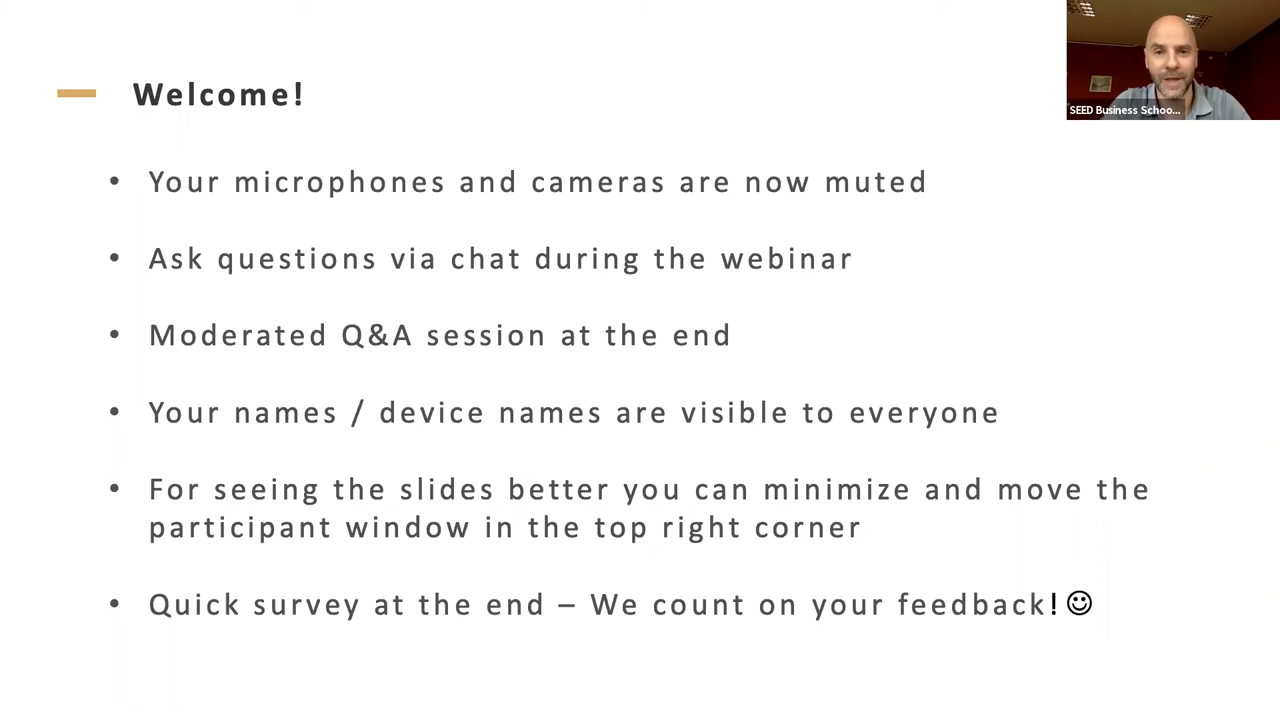 Welcome!
SEED Business Schoo...
• Your microphones and cameras are now muted
• Ask questions via chat during the webinar
• Moderated Q&A session at the end
• Your names / device names are visible to everyone
• For seeing the slides better you can minimize and move the
participant window in the top right corner
• Quick survey at the end – We count on your feedback! ☺